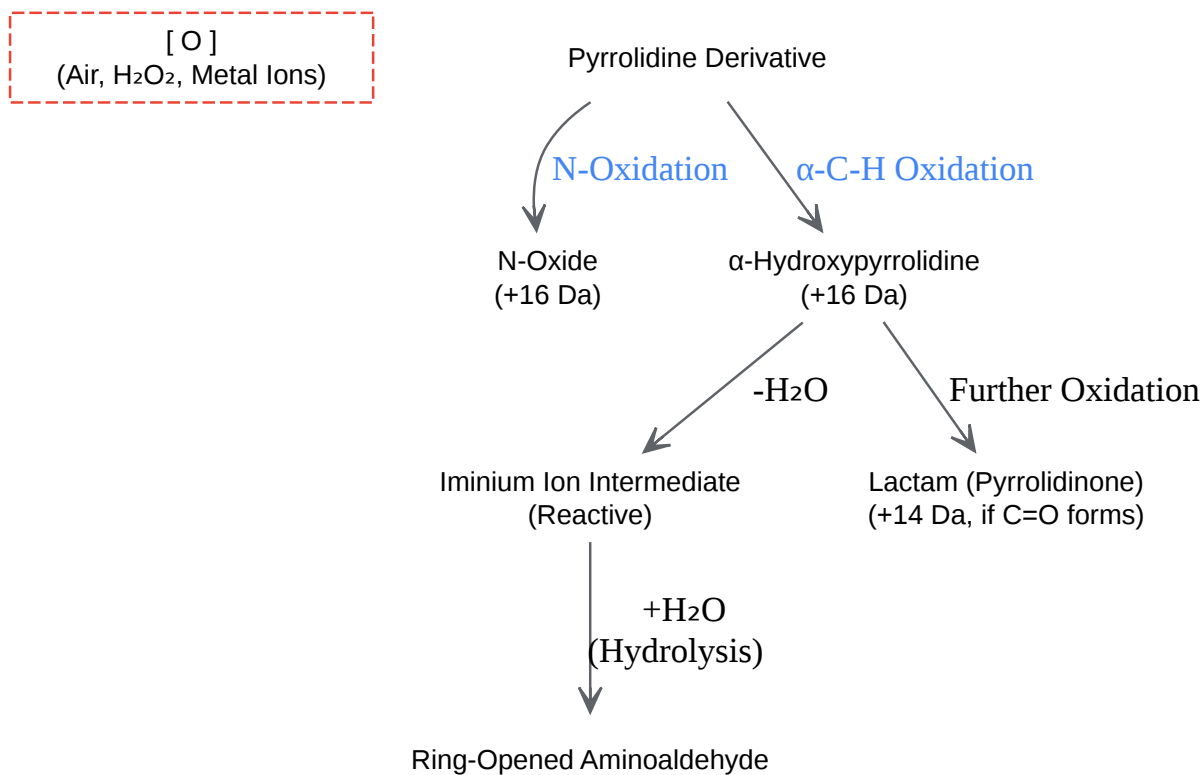 [ O ]
(Air, H₂O₂, Metal Ions)
Pyrrolidine Derivative
N-Oxidation
α-C-H Oxidation
N-Oxide
(+16 Da)
α-Hydroxypyrrolidine
(+16 Da)
-H₂O
Further Oxidation
Iminium Ion Intermediate
(Reactive)
Lactam (Pyrrolidinone)
(+14 Da, if C=O forms)
+H₂O
(Hydrolysis)
Ring-Opened Aminoaldehyde